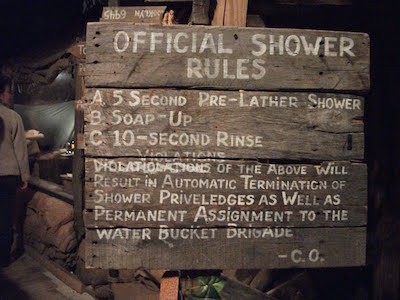 OFFICIAL SHOWER
RULES
A. 5 SECOND PRE-LATHER SHOWER
B. SOAP-UP
C. 10-SECOND RINSE
VIOLATIONS
VIOLATIOLATIONS OF THE ABOVE WILL
RESULT IN AUTOMATIC TERMINATION OF
SHOWER PRIVELEDGES AS WELL AS
PERMANENT ASSIGNMENT TO THE
WATER BUCKET BRIGADE
-C.O.